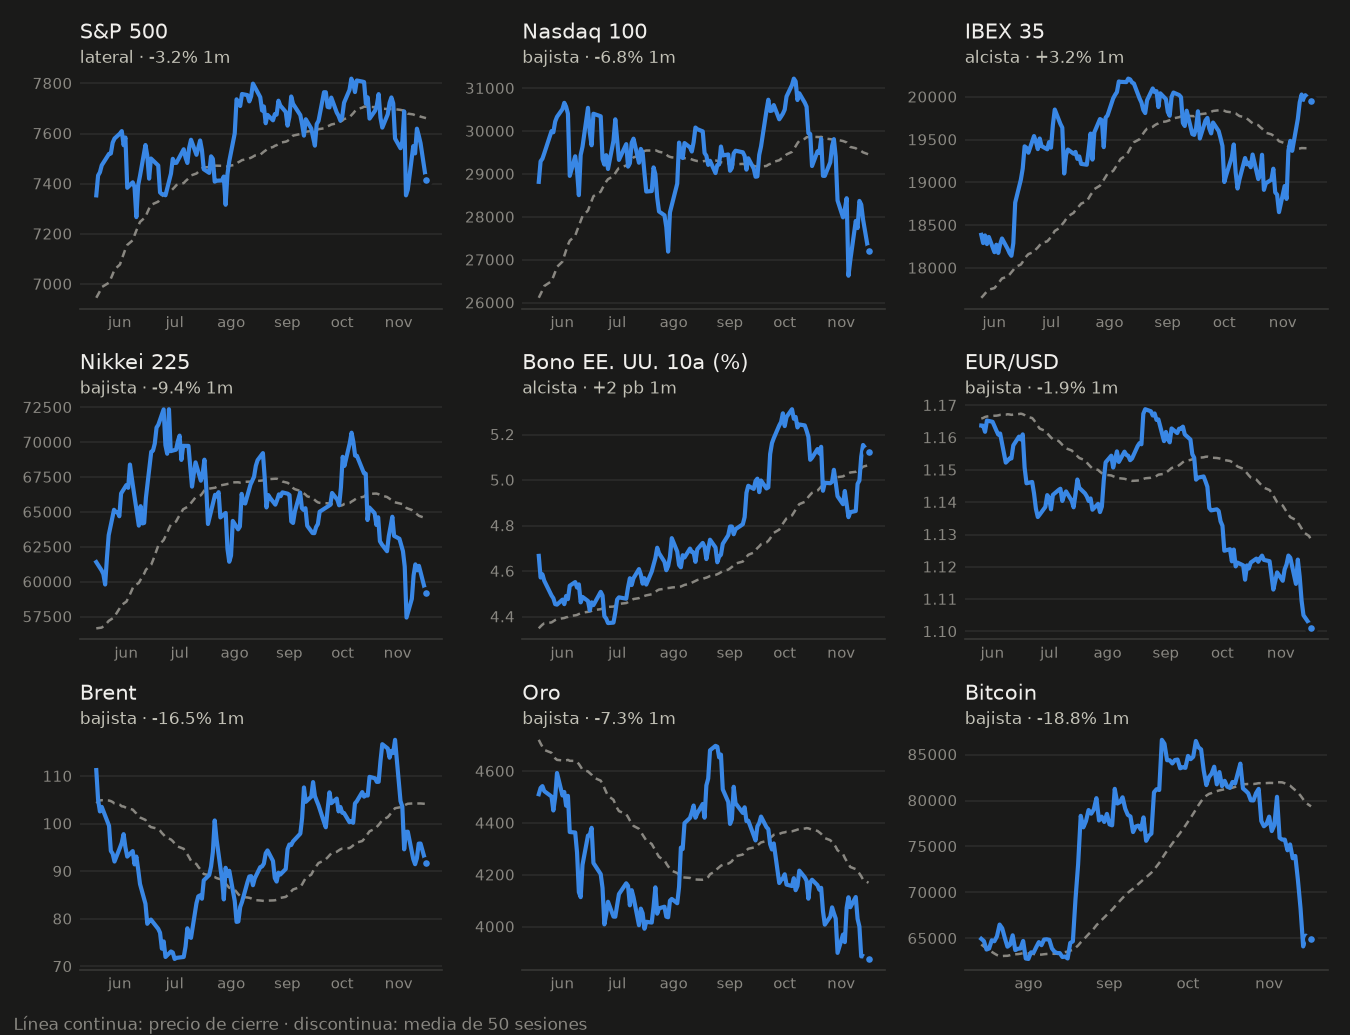 S&P 500
lateral · -3.2% 1m
7800
7600
7400
7200
7000
jun jul ago sep oct nov
Nasdaq 100
bajista · -6.8% 1m
31000
30000
29000
28000
27000
26000
jun jul ago sep oct nov
IBEX 35
alcista · +3.2% 1m
20000
19500
19000
18500
18000
jun jul ago sep oct nov
Nikkei 225
bajista · -9.4% 1m
72500
70000
67500
65000
62500
60000
57500
jun jul ago sep oct nov
Bono EE. UU. 10a (%)
alcista · +2 pb 1m
5.2
5.0
4.8
4.6
4.4
jun jul ago sep oct nov
EUR/USD
bajista · -1.9% 1m
1.17
1.16
1.15
1.14
1.13
1.12
1.11
1.10
jun jul ago sep oct nov
Brent
bajista · -16.5% 1m
110
100
90
80
70
jun jul ago sep oct nov
Oro
bajista · -7.3% 1m
4600
4400
4200
4000
jun jul ago sep oct nov
Bitcoin
bajista · -18.8% 1m
85000
80000
75000
70000
65000
ago sep oct nov
Línea continua: precio de cierre · discontinua: media de 50 sesiones